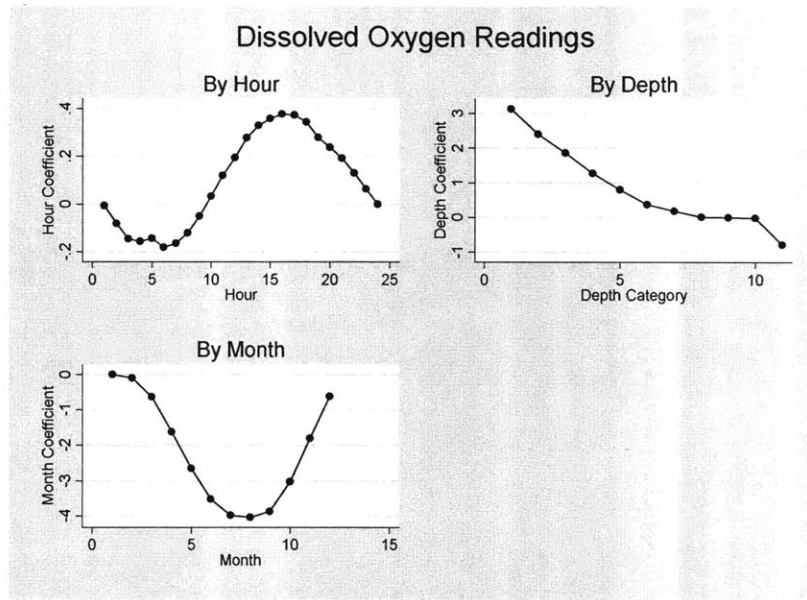 Dissolved Oxygen Readings
By Hour
Hour Coefficient
.4
.2
0
-.2
0 5 10 15 20 25
Hour
By Depth
Depth Coefficient
3
2
1
0
-1
0 5 10
Depth Category
By Month
Month Coefficient
0
-1
-2
-3
-4
0 5 10 15
Month